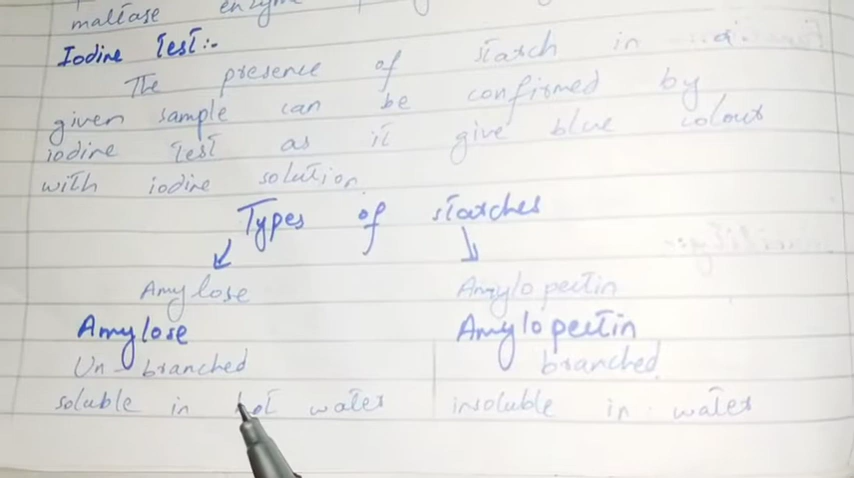 maltase enzyme
Iodine Test:-
The presence of starch in a
given sample can be confirmed by
iodine Test as it give blue colour
with iodine solution.
Types of starches
Amylose Amylopectin
Amylose Amylopectin
Un-branched branched
soluble in hot water insoluble in water